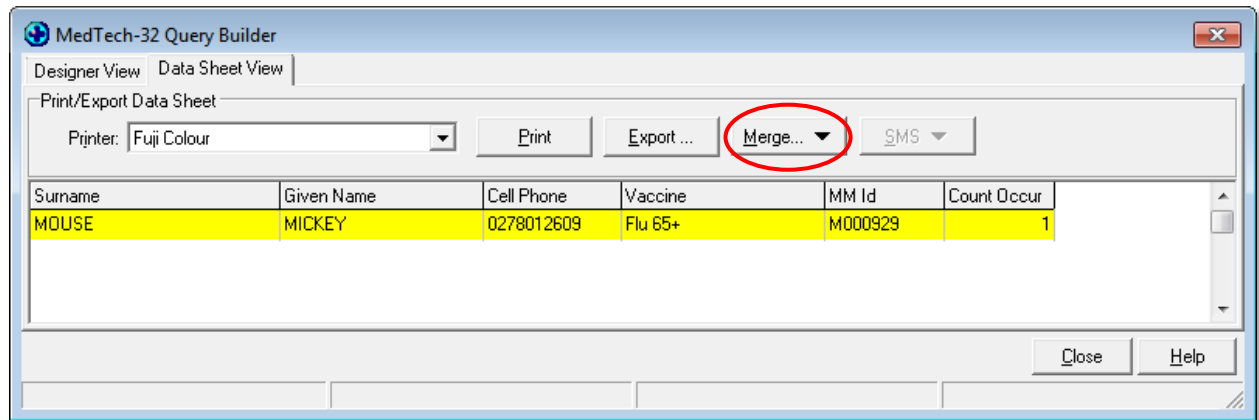 MedTech-32 Query Builder
Designer View Data Sheet View
Print/Export Data Sheet
Printer: Fuji Colour Print Export ... Merge... SMS
Surname Given Name Cell Phone Vaccine MM Id Count Occur
MOUSE MICKEY 0278012609 Flu 65+ M000929 1
Close Help